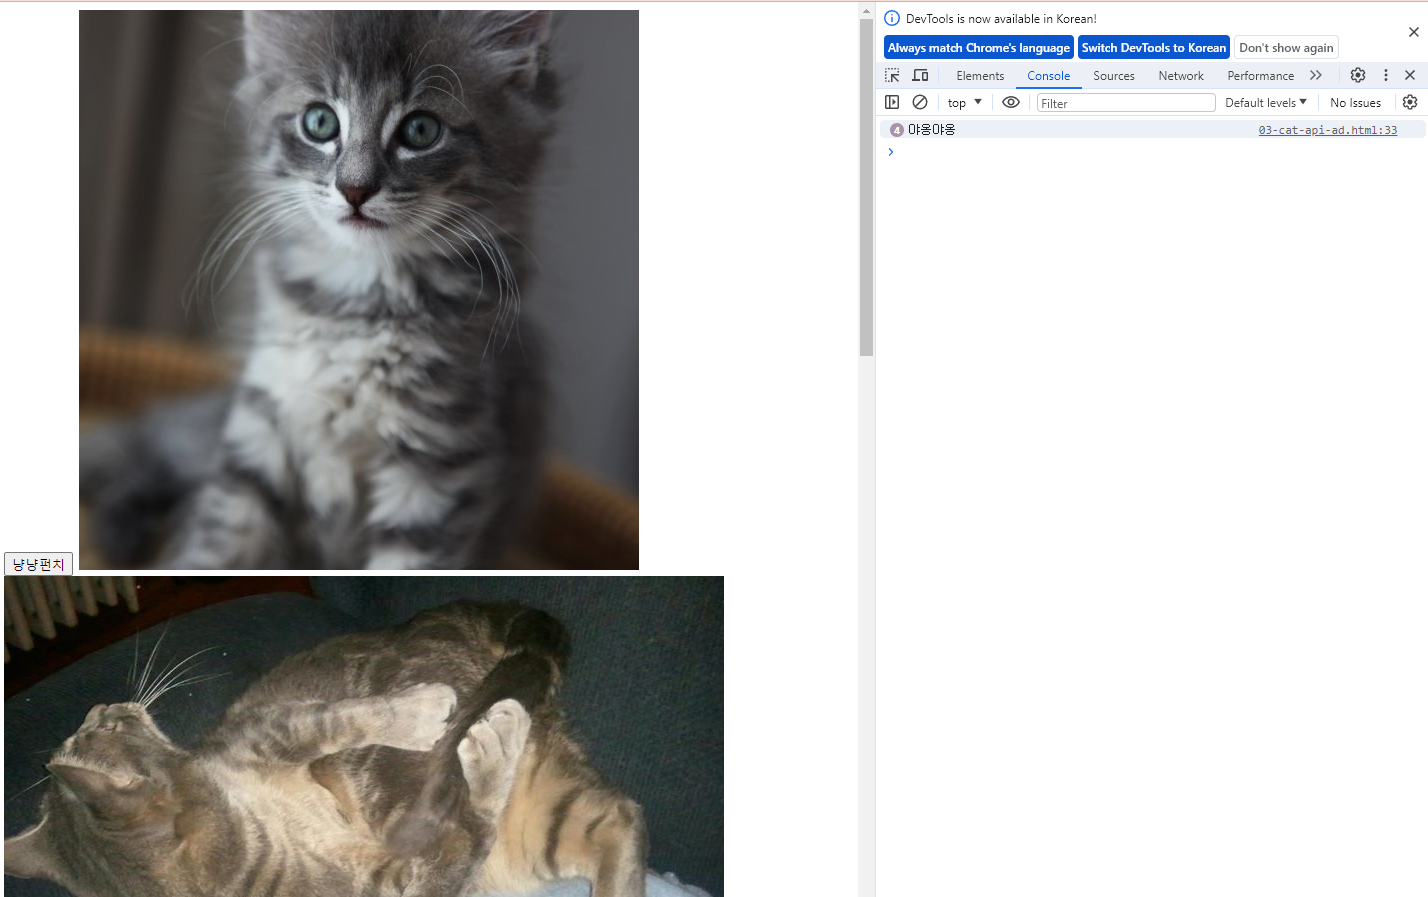 냥냥펀치
DevTools is now available in Korean!
Always match Chrome's language Switch DevTools to Korean Don't show again
Elements Console Sources Network Performance
top Filter Default levels No Issues
4 야옹야옹 03-cat-api-ad.html:33